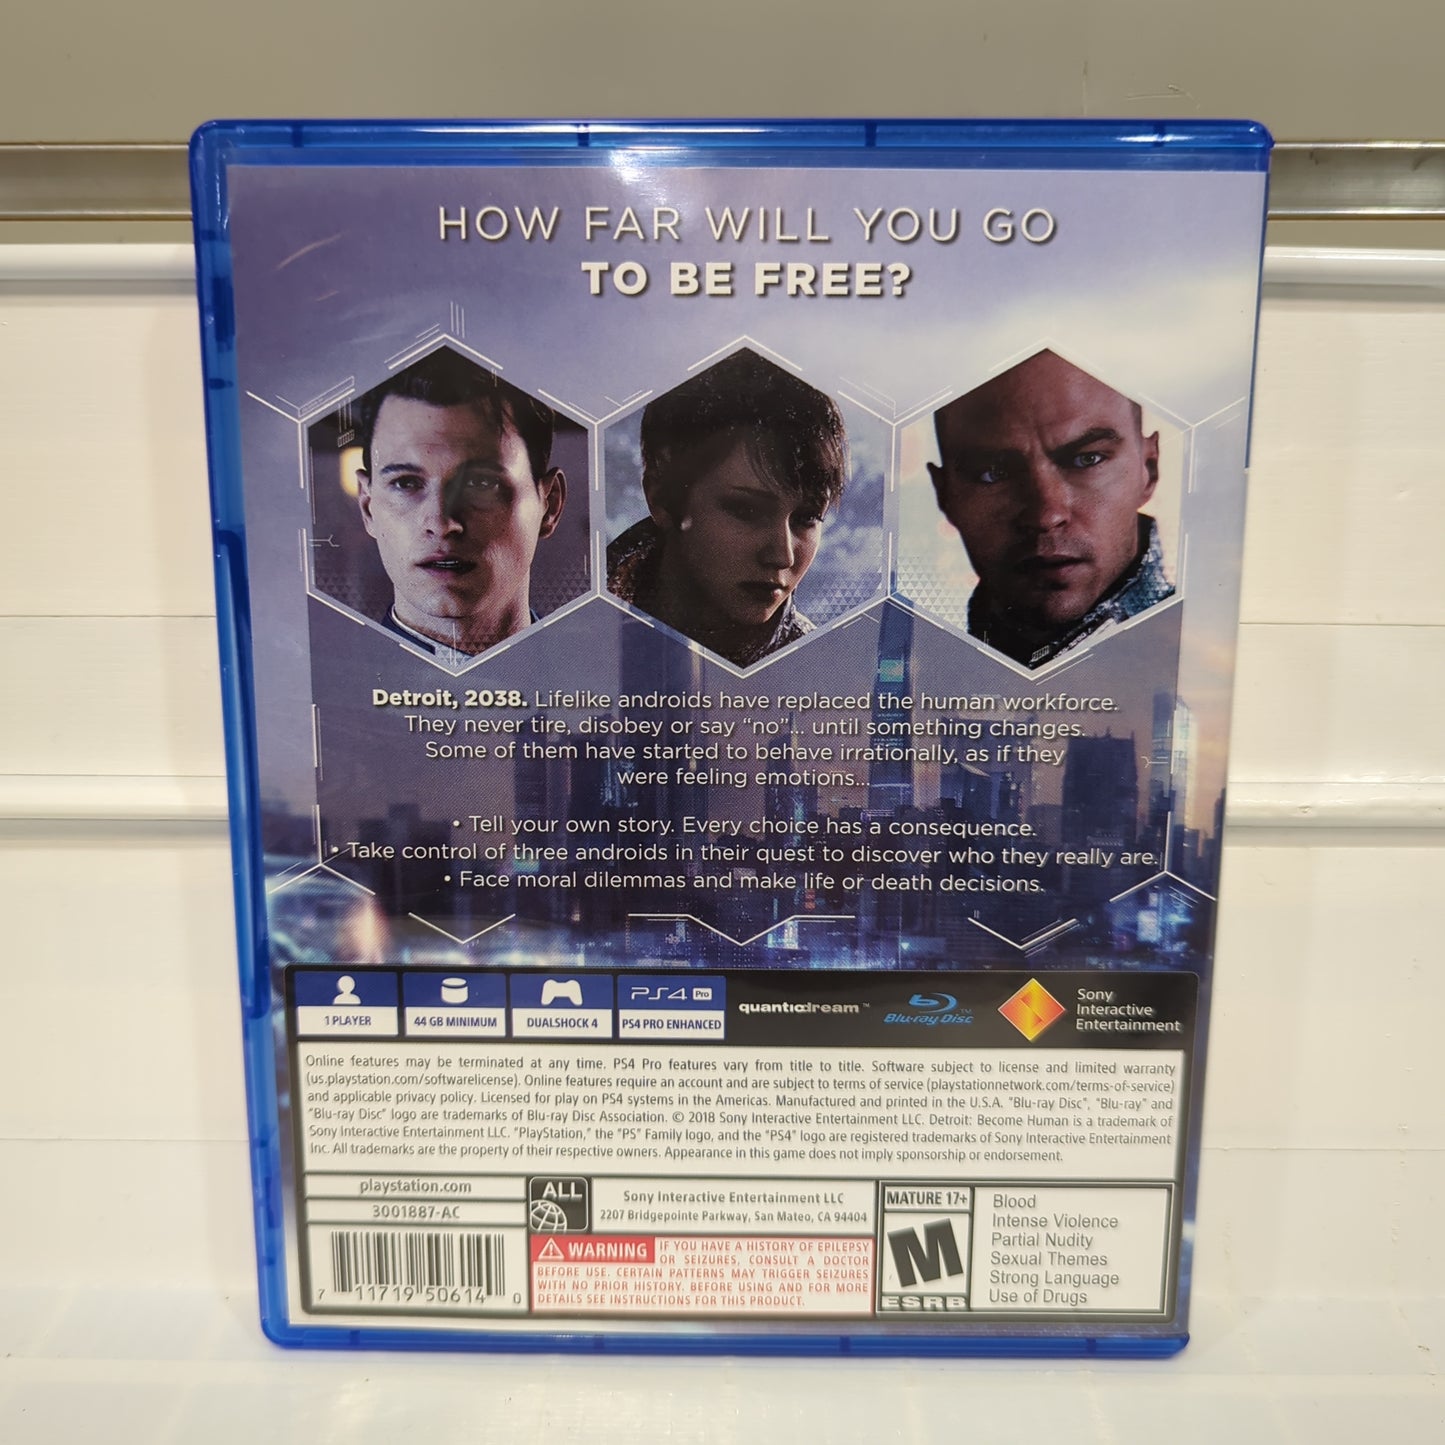 HOW FAR WILL YOU GO
TO BE FREE?
Detroit, 2038. Lifelike androids have replaced the human workforce.
They never tire, disobey or say “no”... until something changes.
Some of them have started to behave irrationally, as if they
were feeling emotions...
• Tell your own story. Every choice has a consequence.
• Take control of three androids in their quest to discover who they really are.
• Face moral dilemmas and make life or death decisions.
1 PLAYER
44 GB MINIMUM
DUALSHOCK 4
PS4 Pro
PS4 PRO ENHANCED
quanticdream™
Blu-ray Disc™
Sony
Interactive
Entertainment
Online features may be terminated at any time. PS4 Pro features vary from title to title. Software subject to license and limited warranty
(us.playstation.com/softwarelicense). Online features require an account and are subject to terms of service (playstationnetwork.com/terms-of-service)
and applicable privacy policy. Licensed for play on PS4 systems in the Americas. Manufactured and printed in the U.S.A. "Blu-ray Disc", "Blu-ray" and
"Blu-ray Disc" logo are trademarks of Blu-ray Disc Association. © 2018 Sony Interactive Entertainment LLC. Detroit: Become Human is a trademark of
Sony Interactive Entertainment LLC. "PlayStation," the "PS" Family logo, and the "PS4" logo are registered trademarks of Sony Interactive Entertainment
Inc. All trademarks are the property of their respective owners. Appearance in this game does not imply sponsorship or endorsement.
playstation.com
3001887-AC
7 11719 50614 0
ALL
Sony Interactive Entertainment LLC
2207 Bridgepointe Parkway, San Mateo, CA 94404
WARNING IF YOU HAVE A HISTORY OF EPILEPSY
OR SEIZURES, CONSULT A DOCTOR
BEFORE USE. CERTAIN PATTERNS MAY TRIGGER SEIZURES
WITH NO PRIOR HISTORY. BEFORE USING AND FOR MORE
DETAILS SEE INSTRUCTIONS FOR THIS PRODUCT.
MATURE 17+
M
ESRB
Blood
Intense Violence
Partial Nudity
Sexual Themes
Strong Language
Use of Drugs